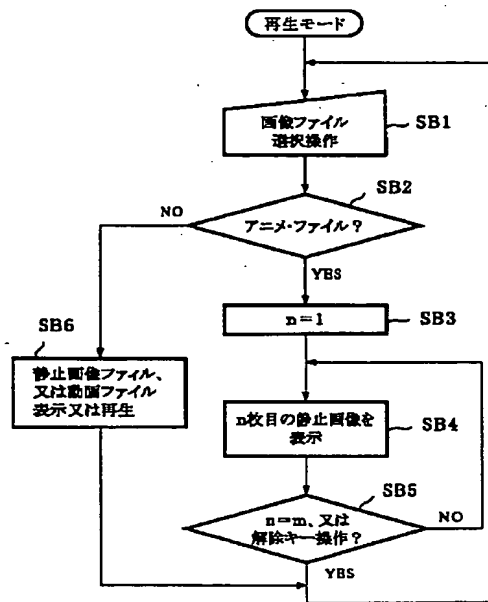 再生モード
画像ファイル
選択操作
SB1
SB2
NO
アニメ・ファイル?
YES
n=1
SB3
SB6
静止画像ファイル、
又は動画ファイル
表示又は再生
n枚目の静止画像を
表示
SB4
SB5
n=m、又は
解除キー操作?
NO
YES